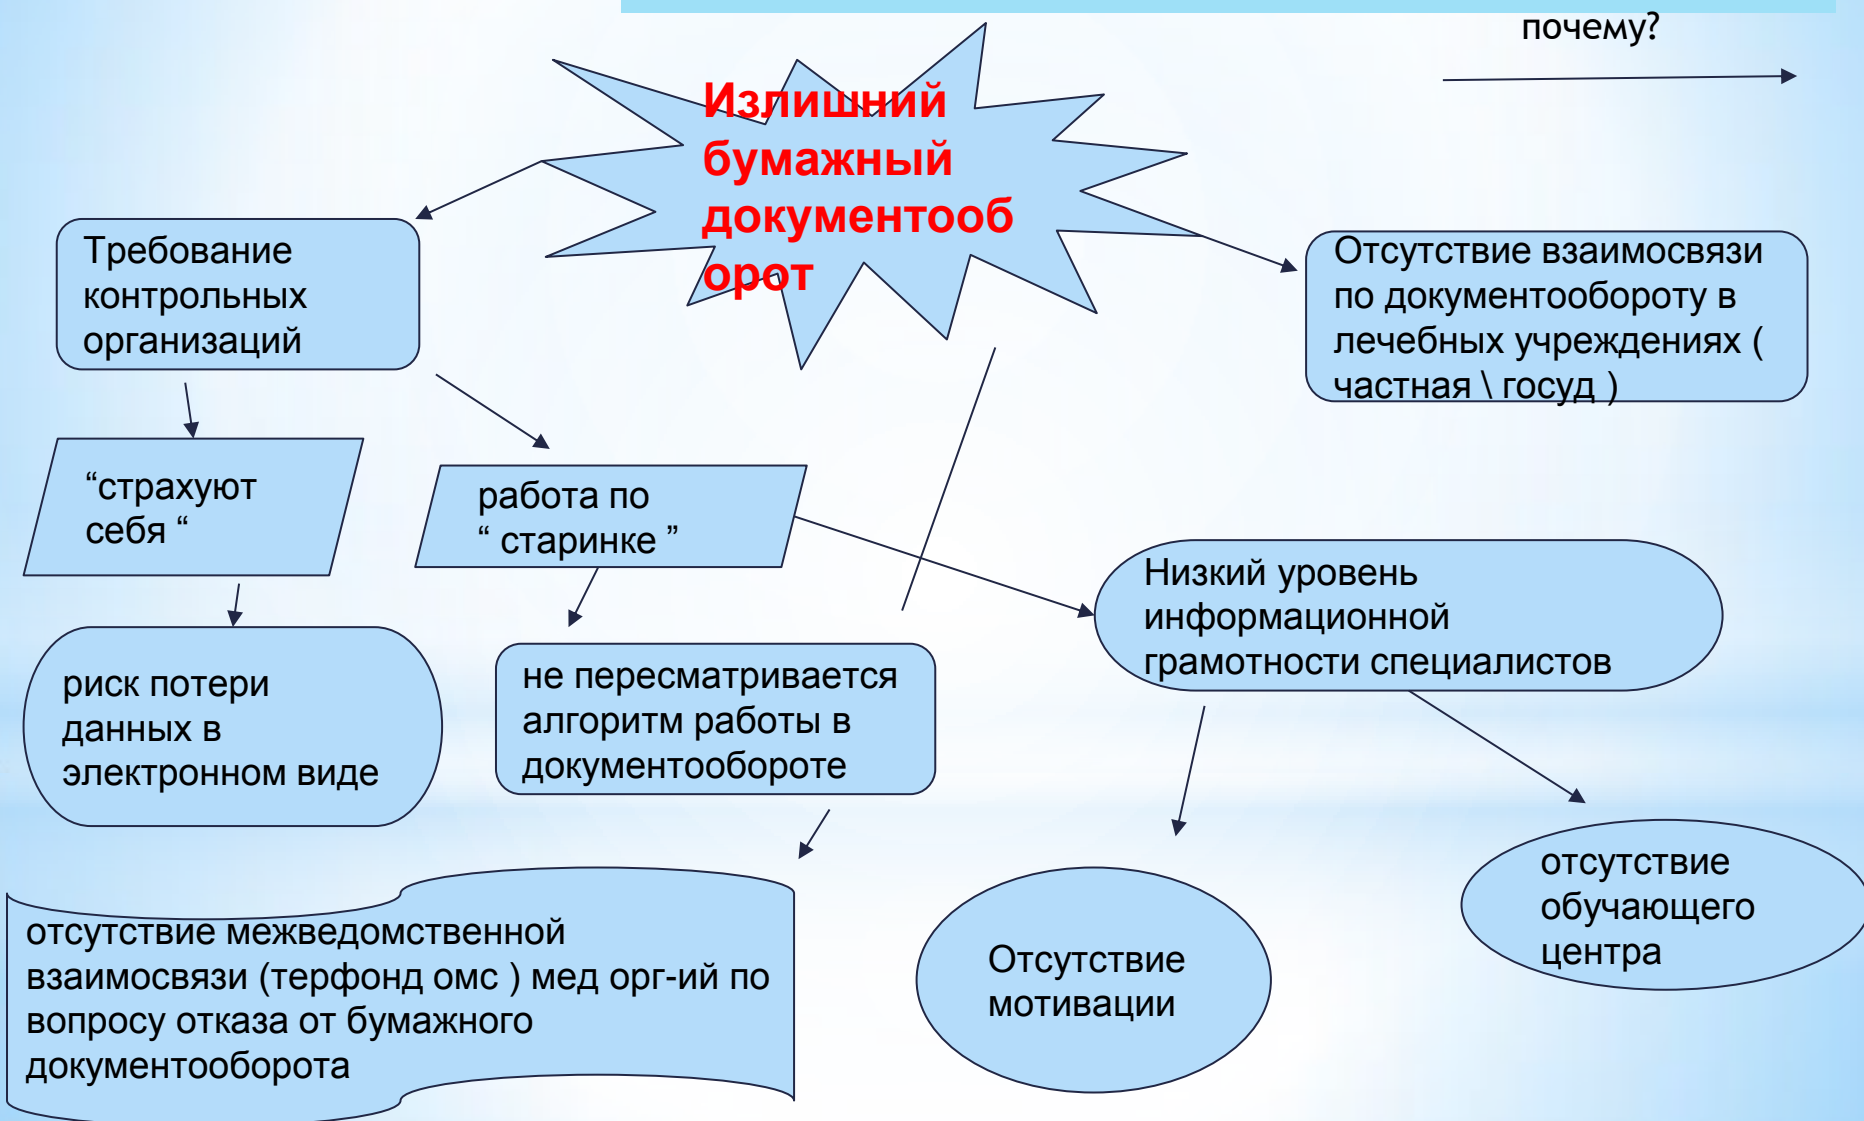 почему?
Излишний
бумажный
документооб
орот
Требование
контрольных
организаций
Отсутствие взаимосвязи
по документообороту в
лечебных учреждениях (
частная \ госуд )
“страхуют
себя “
работа по
“ старинке ”
Низкий уровень
информационной
грамотности специалистов
риск потери
данных в
электронном виде
не пересматривается
алгоритм работы в
документообороте
отсутствие
обучающего
центра
отсутствие межведомственной
взаимосвязи (терфонд омс ) мед орг-ий по
вопросу отказа от бумажного
документооборота
Отсутствие
мотивации